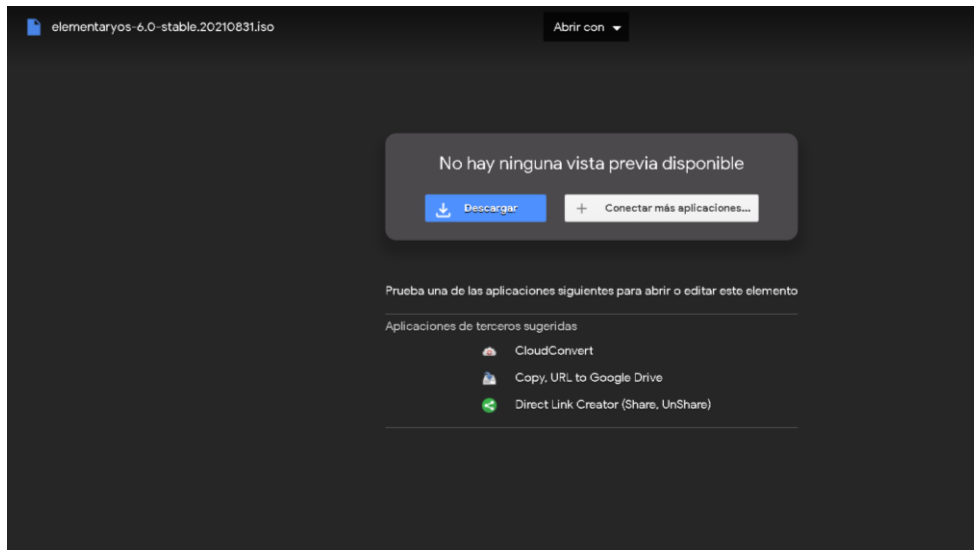 elementaryos-6.0-stable.20210831.iso
Abrir con
No hay ninguna vista previa disponible
Descargar
Conectar más aplicaciones...
Prueba una de las aplicaciones siguientes para abrir o editar este elemento
Aplicaciones de terceros sugeridas
CloudConvert
Copy, URL to Google Drive
Direct Link Creator (Share, UnShare)